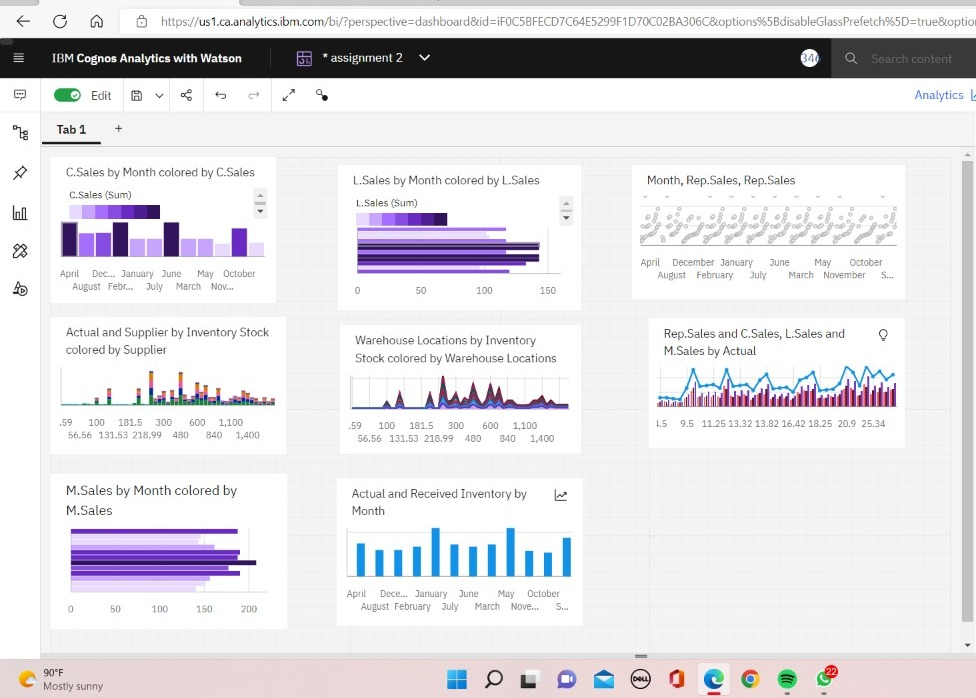 https://us1.ca.analytics.ibm.com/bi/?perspective=dashboard&id=iF0C5BFECD7C64E5299F1D70C02BA306C&options%5BdisableGlassPrefetch%5D=true&optio
IBM Cognos Analytics with Watson
* assignment 2
346
Search content
Edit
Analytics
Tab 1
+
C.Sales by Month colored by C.Sales
C.Sales (Sum)
April Dec... January June May October
August Febr... July March Nov...
L.Sales by Month colored by L.Sales
L.Sales (Sum)
0 50 100 150
Month, Rep.Sales, Rep.Sales
April December January June May October
August February July March November S...
Actual and Supplier by Inventory Stock
colored by Supplier
.59 100 181.5 300 600 1,100
56.56 131.53 218.99 480 840 1,400
Warehouse Locations by Inventory
Stock colored by Warehouse Locations
.59 100 181.5 300 600 1,100
56.56 131.53 218.99 480 840 1,400
Rep.Sales and C.Sales, L.Sales and
M.Sales by Actual
4.5 9.5 11.25 13.32 13.82 16.42 18.25 20.9 25.34
M.Sales by Month colored by
M.Sales
0 50 100 150 200
Actual and Received Inventory by
Month
April Dece... January June May October
August February July March Nove... S...
90°F
Mostly sunny
DELL
22